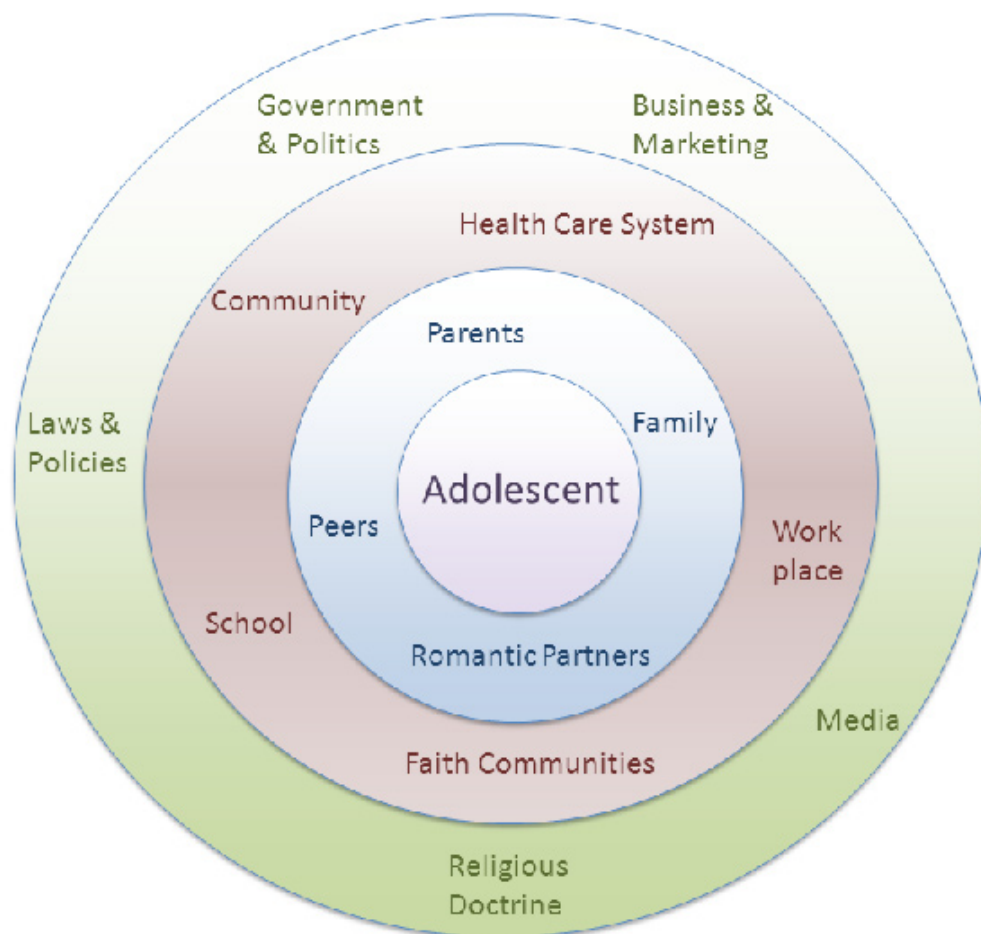 Government
& Politics
Business &
Marketing
Health Care System
Community
Parents
Laws &
Policies
Family
Adolescent
Peers
Work
place
School
Romantic Partners
Media
Faith Communities
Religious
Doctrine